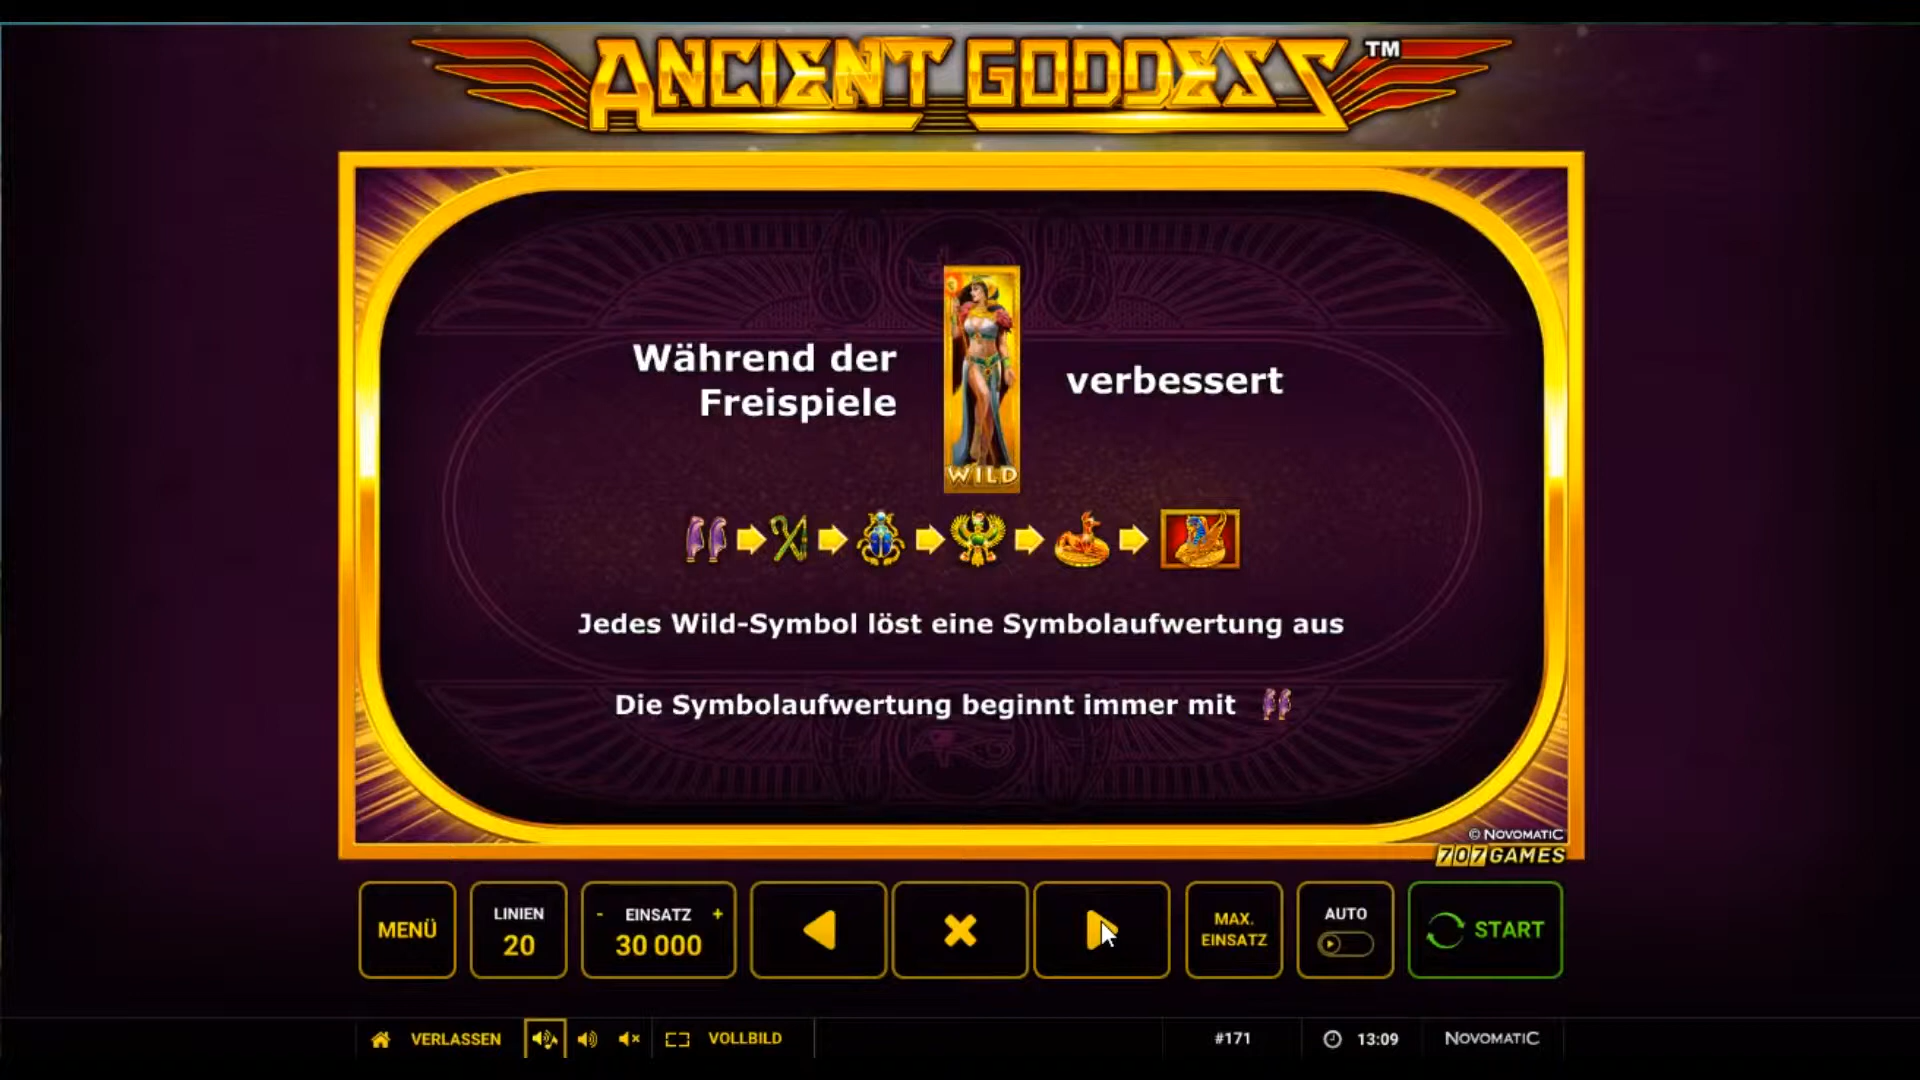 ANCIENT GODDESS™
Während der
Freispiele
WILD
verbessert
Jedes Wild-Symbol löst eine Symbolaufwertung aus
Die Symbolaufwertung beginnt immer mit
© NOVOMATIC
707GAMES
MENÜ
LINIEN
20
- EINSATZ +
30 000
MAX.
EINSATZ
AUTO
START
VERLASSEN
VOLLBILD
#171
13:09
NOVOMATIC